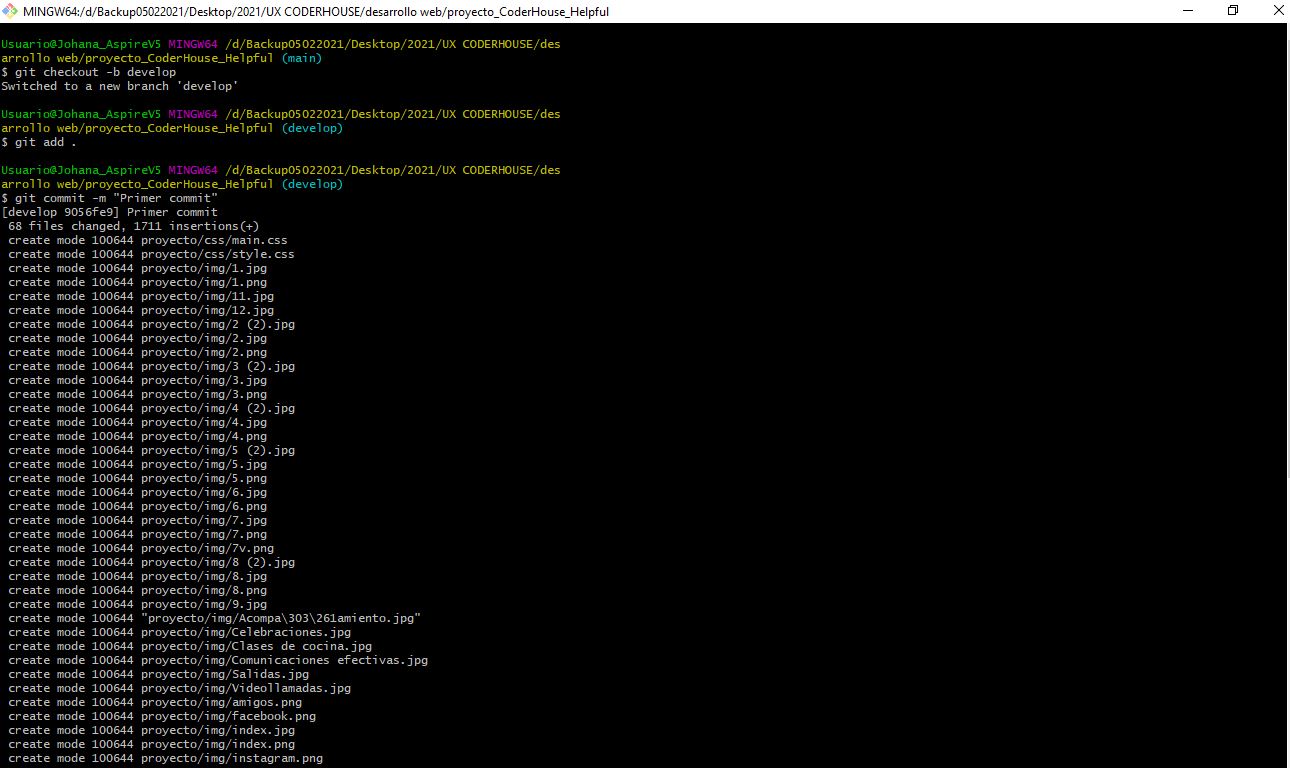 MINGW64:/d/Backup05022021/Desktop/2021/UX CODERHOUSE/desarrollo web/proyecto_CoderHouse_Helpful
Usuario@Johana_AspireV5 MINGW64 /d/Backup05022021/Desktop/2021/UX CODERHOUSE/des
arrollo web/proyecto_CoderHouse_Helpful (main)
$ git checkout -b develop
Switched to a new branch 'develop'
Usuario@Johana_AspireV5 MINGW64 /d/Backup05022021/Desktop/2021/UX CODERHOUSE/des
arrollo web/proyecto_CoderHouse_Helpful (develop)
$ git add .
Usuario@Johana_AspireV5 MINGW64 /d/Backup05022021/Desktop/2021/UX CODERHOUSE/des
arrollo web/proyecto_CoderHouse_Helpful (develop)
$ git commit -m "Primer commit"
[develop 9056fe9] Primer commit
 68 files changed, 1711 insertions(+)
 create mode 100644 proyecto/css/main.css
 create mode 100644 proyecto/css/style.css
 create mode 100644 proyecto/img/1.jpg
 create mode 100644 proyecto/img/1.png
 create mode 100644 proyecto/img/11.jpg
 create mode 100644 proyecto/img/12.jpg
 create mode 100644 proyecto/img/2 (2).jpg
 create mode 100644 proyecto/img/2.jpg
 create mode 100644 proyecto/img/2.png
 create mode 100644 proyecto/img/3 (2).jpg
 create mode 100644 proyecto/img/3.jpg
 create mode 100644 proyecto/img/3.png
 create mode 100644 proyecto/img/4 (2).jpg
 create mode 100644 proyecto/img/4.jpg
 create mode 100644 proyecto/img/4.png
 create mode 100644 proyecto/img/5 (2).jpg
 create mode 100644 proyecto/img/5.jpg
 create mode 100644 proyecto/img/5.png
 create mode 100644 proyecto/img/6.jpg
 create mode 100644 proyecto/img/6.png
 create mode 100644 proyecto/img/7.jpg
 create mode 100644 proyecto/img/7.png
 create mode 100644 proyecto/img/7v.png
 create mode 100644 proyecto/img/8 (2).jpg
 create mode 100644 proyecto/img/8.jpg
 create mode 100644 proyecto/img/8.png
 create mode 100644 proyecto/img/9.jpg
 create mode 100644 "proyecto/img/Acompa\303\261amiento.jpg"
 create mode 100644 proyecto/img/Celebraciones.jpg
 create mode 100644 proyecto/img/Clases de cocina.jpg
 create mode 100644 proyecto/img/Comunicaciones efectivas.jpg
 create mode 100644 proyecto/img/Salidas.jpg
 create mode 100644 proyecto/img/Videollamadas.jpg
 create mode 100644 proyecto/img/amigos.png
 create mode 100644 proyecto/img/facebook.png
 create mode 100644 proyecto/img/index.jpg
 create mode 100644 proyecto/img/index.png
 create mode 100644 proyecto/img/instagram.png